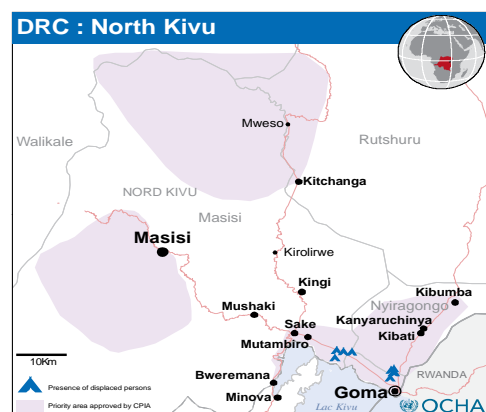 DRC : North Kivu
Mweso
Walikale
Rutshuru
Kitchanga
NORD KIVU
Masisi
Masisi
Kirolirwe
Kingi
Kibumba
Nyiragongo
Mushaki
Kanyaruchinya
Sake
Kibati
Mutambiro
10Km
Bweremana
RWANDA
Presence of displaced persons
Goma
Minova
Priority area approved by CPIA
Lac Kivu
OCHA